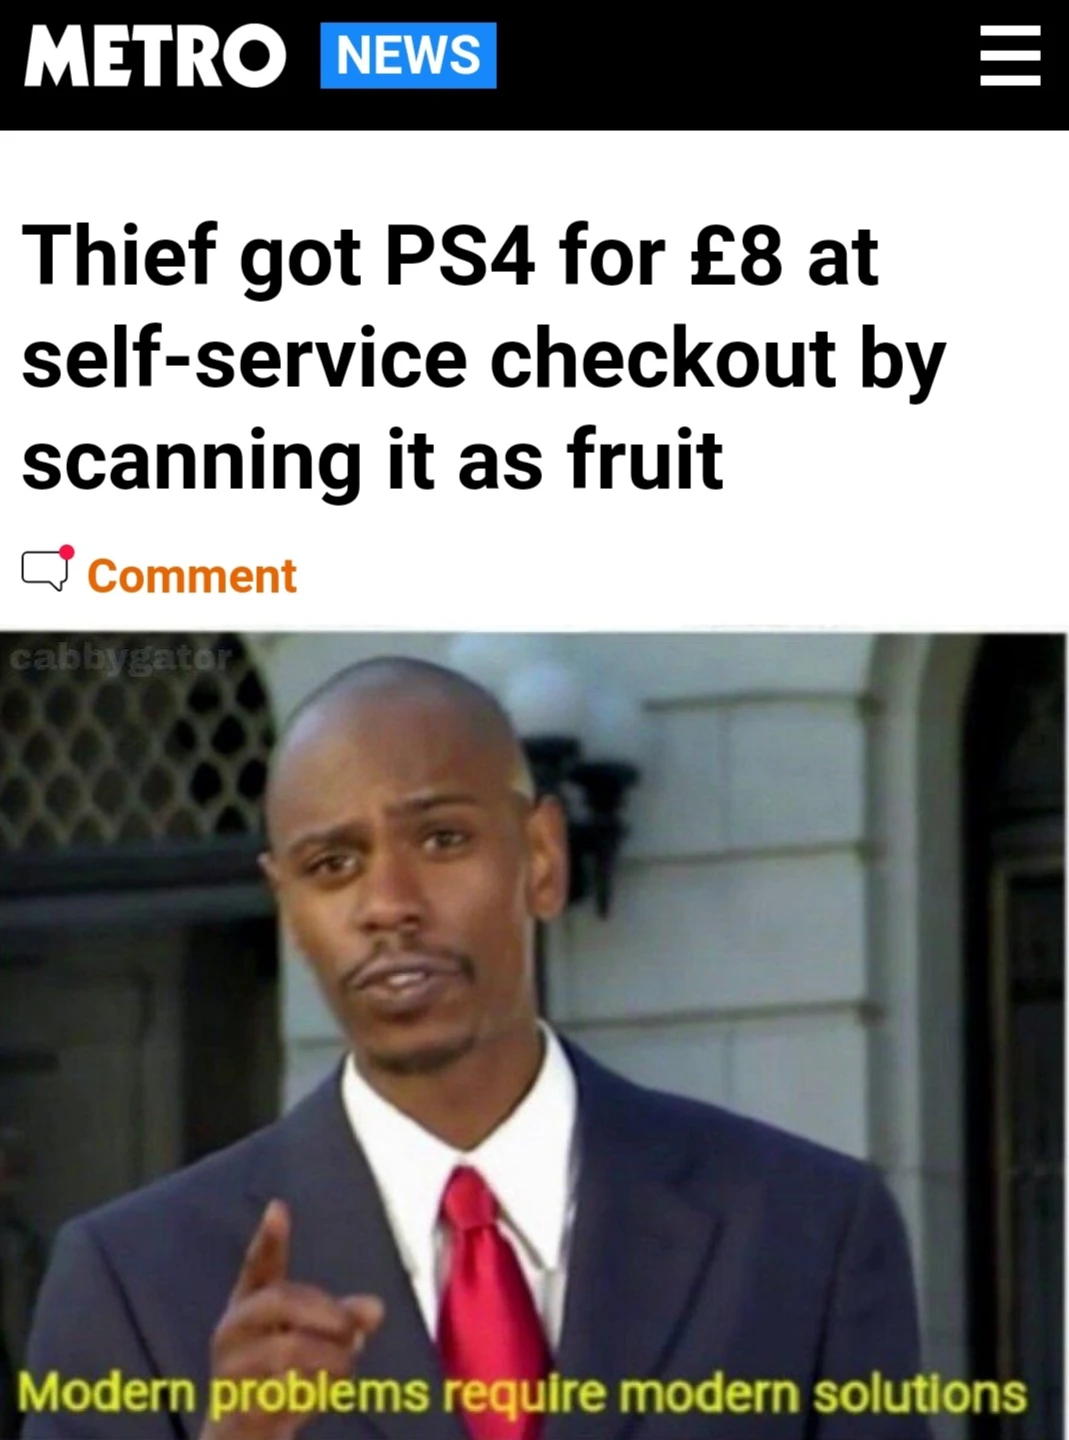 METRO NEWS
Thief got PS4 for £8 at
self-service checkout by
scanning it as fruit
Comment
cabbygator
Modern problems require modern solutions